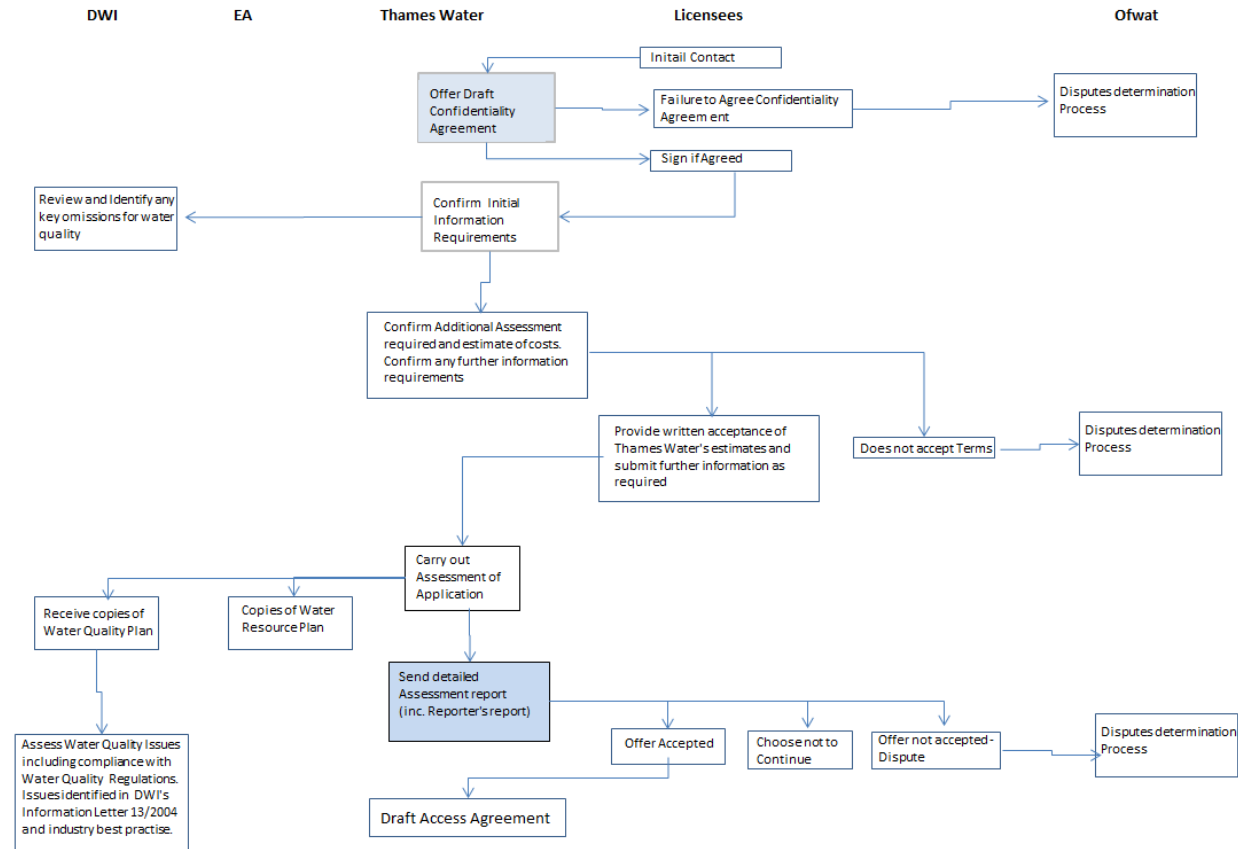 DWI
EA
Thames Water
Licensees
Ofwat
Initail Contact
Offer Draft
Confidentiality
Agreement
Failure to Agree Confidentiality
Agreement
Disputes determination
Process
Sign if Agreed
Review and Identify any
key omissions for water
quality
Confirm Initial
Information
Requirements
Confirm Additional Assessment
required and estimate of costs.
Confirm any further information
requirements
Provide written acceptance of
Thames Water's estimates and
submit further information as
required
Does not accept Terms
Disputes determination
Process
Carry out
Assessment of
Application
Receive copies of
Water Quality Plan
Copies of Water
Resource Plan
Send detailed
Assessment report
(inc. Reporter's report)
Offer Accepted
Choose not to
Continue
Offer not accepted -
Dispute
Disputes determination
Process
Assess Water Quality Issues
including compliance with
Water Quality Regulations.
Issues identified in DWI's
Information Letter 13/2004
and industry best practise.
Draft Access Agreement